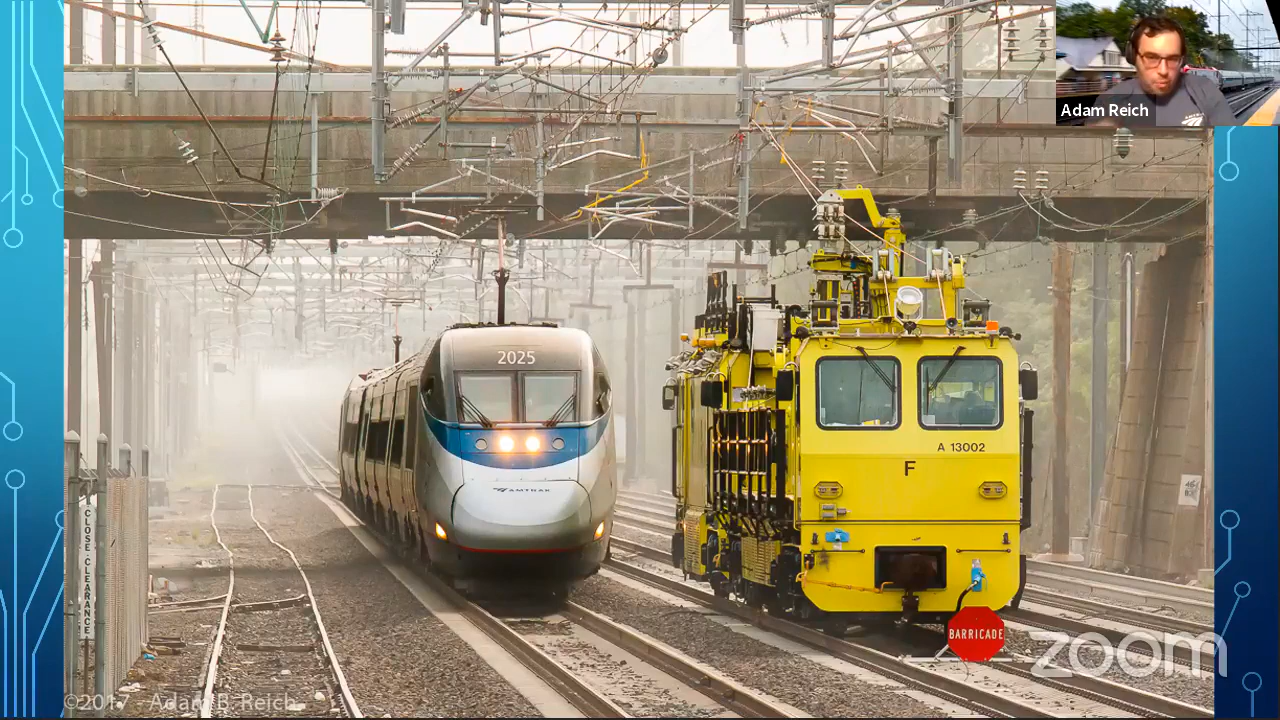 Adam Reich
2025
A 13002
F
AMTRAK
CLOSE CLEARANCE
BARRICADE
zoom
©2017 - Adam B. Reich